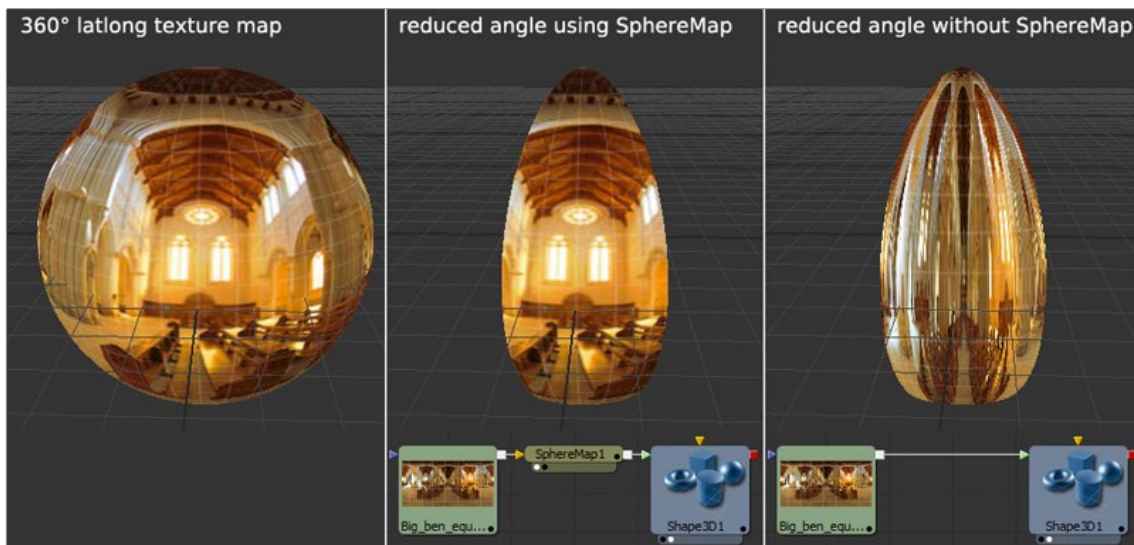 360° latlong texture map
reduced angle using SphereMap
reduced angle without SphereMap
SphereMap1
Big_ben_equ...
Shape3D1
Big_ben_equ...
Shape3D1